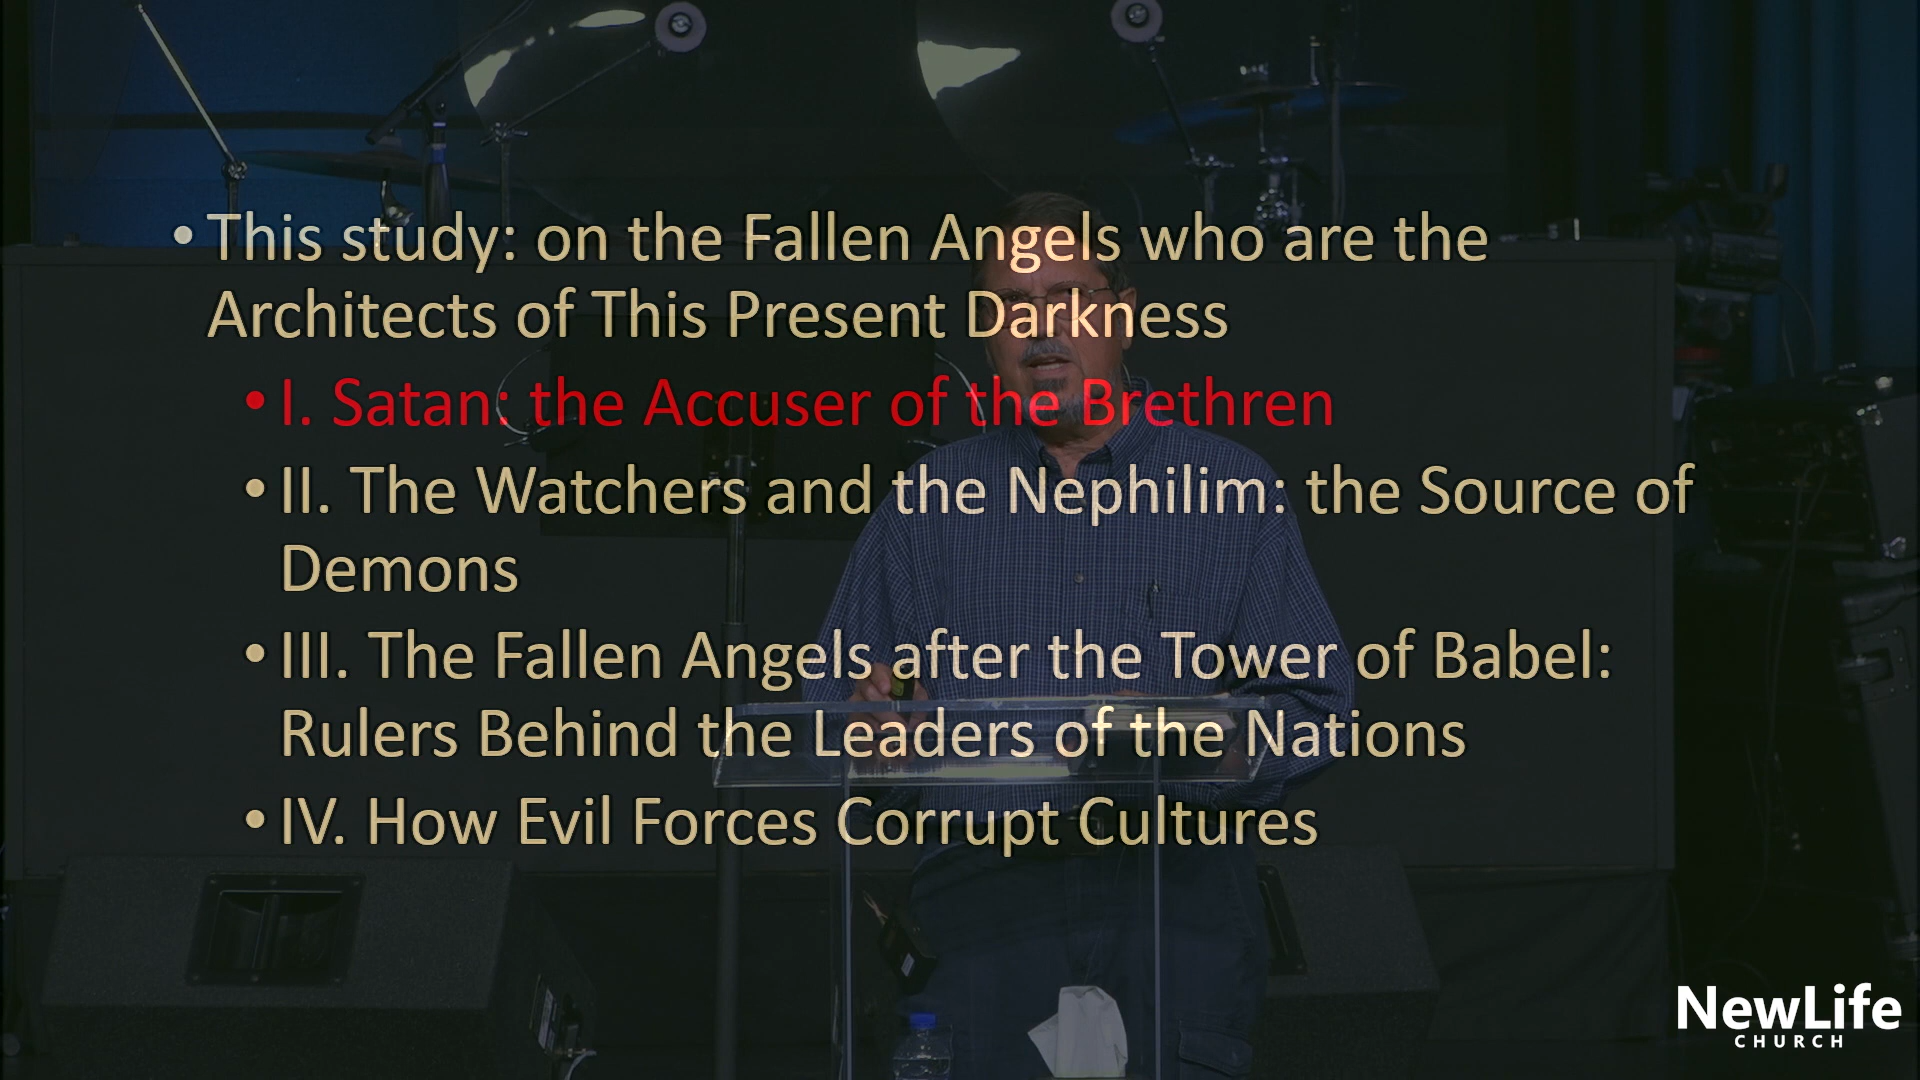 • This study: on the Fallen Angels who are the
Architects of This Present Darkness
• I. Satan: the Accuser of the Brethren
• II. The Watchers and the Nephilim: the Source of
Demons
• III. The Fallen Angels after the Tower of Babel:
Rulers Behind the Leaders of the Nations
• IV. How Evil Forces Corrupt Cultures
NewLife
CHURCH